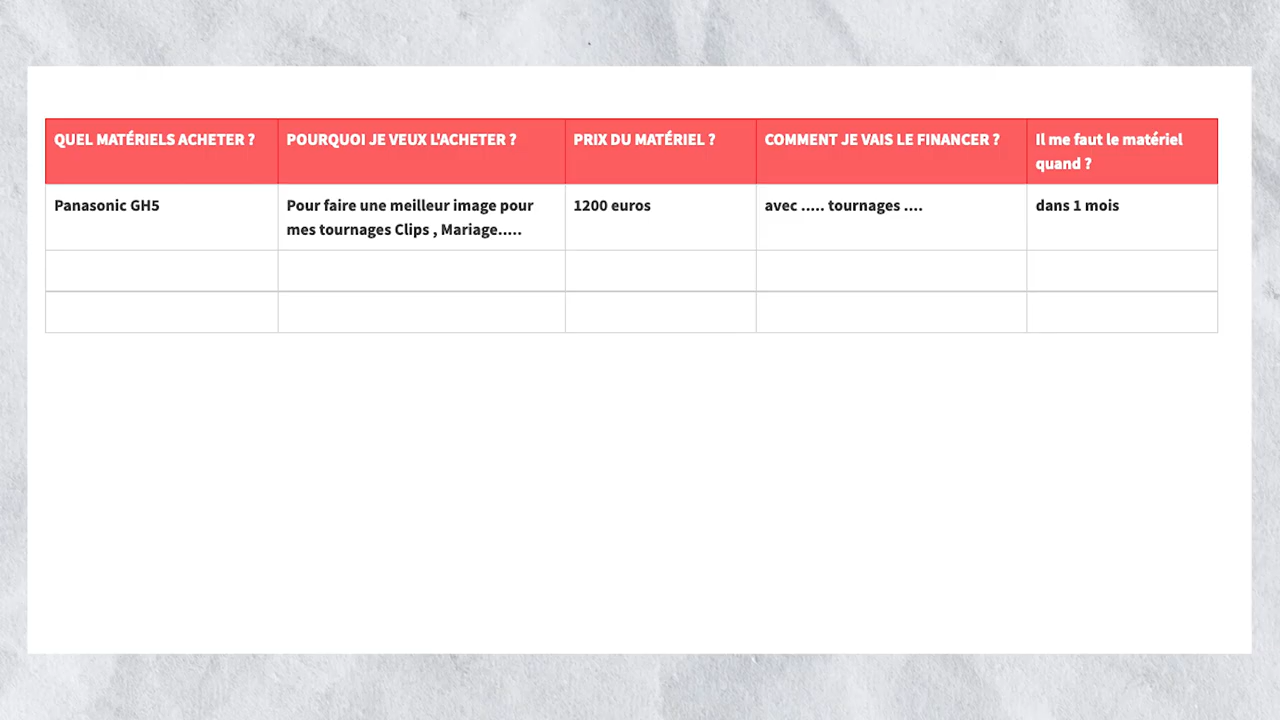 QUEL MATÉRIELS ACHETER ?
POURQUOI JE VEUX L'ACHETER ?
PRIX DU MATÉRIEL ?
COMMENT JE VAIS LE FINANCER ?
Il me faut le matériel
quand ?
Panasonic GH5
Pour faire une meilleur image pour
mes tournages Clips , Mariage.....
1200 euros
avec ..... tournages ....
dans 1 mois